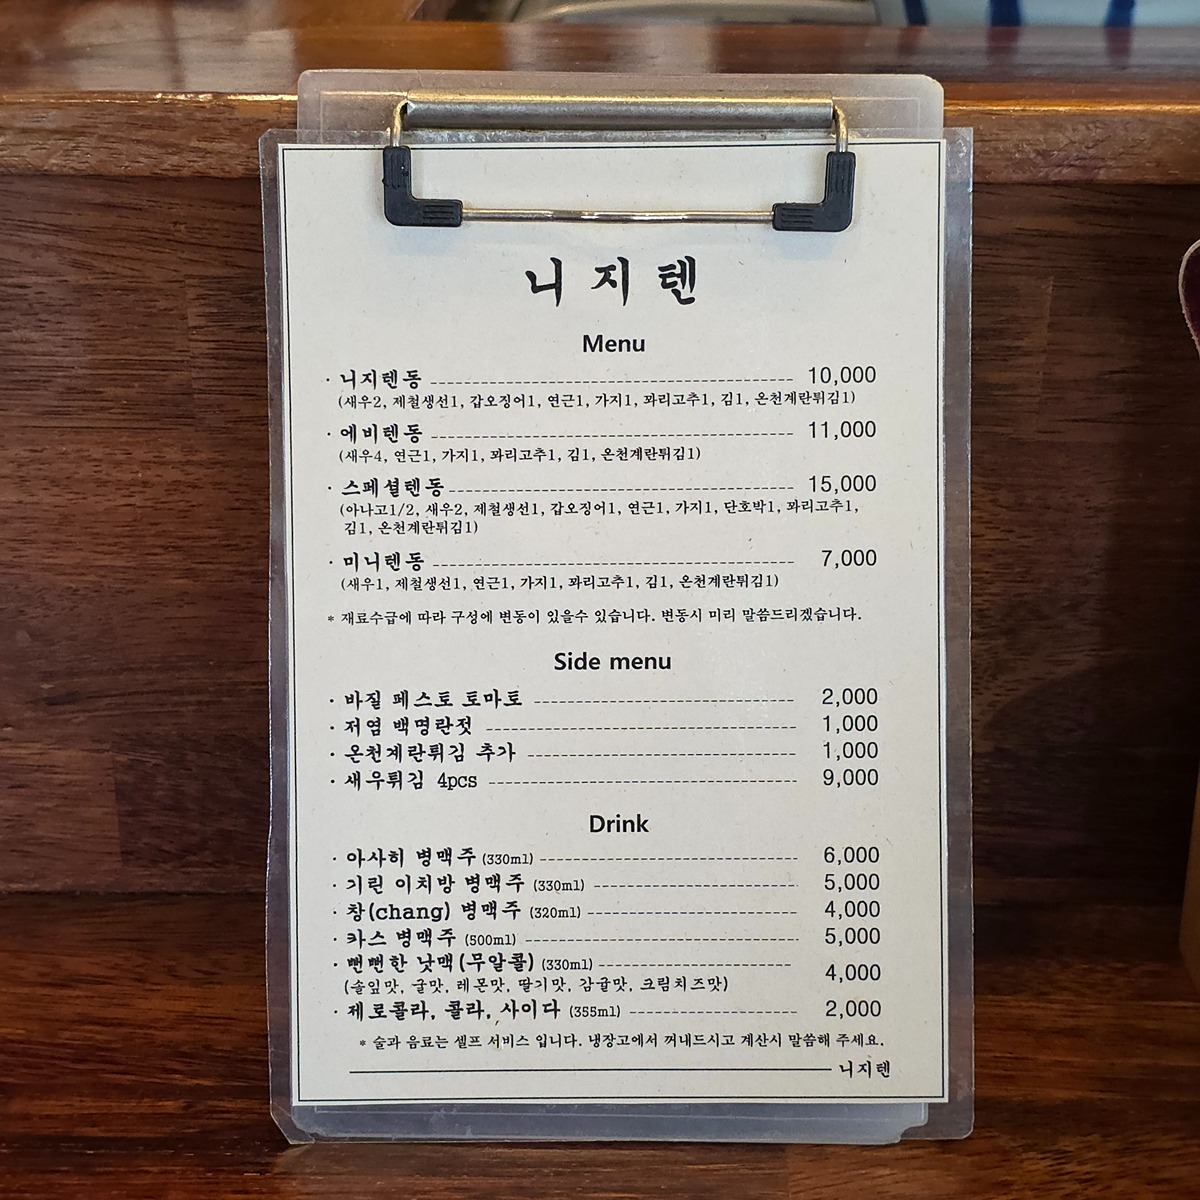 니지텐
Menu
· 니지텐동 ---------- 10,000
(새우2, 제철생선1, 갑오징어1, 연근1, 가지1, 꽈리고추1, 김1, 온천계란튀김1)
· 에비텐동 ---------- 11,000
(새우4, 연근1, 가지1, 꽈리고추1, 김1, 온천계란튀김1)
· 스페셜텐동 ---------- 15,000
(아나고1/2, 새우2, 제철생선1, 갑오징어1, 연근1, 가지1, 단호박1, 꽈리고추1,
김1, 온천계란튀김1)
· 미니텐동 ---------- 7,000
(새우1, 제철생선1, 연근1, 가지1, 꽈리고추1, 김1, 온천계란튀김1)
* 재료수급에 따라 구성에 변동이 있을수 있습니다. 변동시 미리 말씀드리겠습니다.
Side menu
· 바질 페스토 토마토 ---------- 2,000
· 저염 백명란젓 ---------- 1,000
· 온천계란튀김 추가 ---------- 1,000
· 새우튀김 4pcs ---------- 9,000
Drink
· 아사히 병맥주 (330ml) ---------- 6,000
· 기린 이치방 병맥주 (330ml) ---------- 5,000
· 창(chang) 병맥주 (320ml) ---------- 4,000
· 카스 병맥주 (500ml) ---------- 5,000
· 뻔뻔한 낮맥(무알콜) (330ml) ---------- 4,000
(솔잎맛, 귤맛, 레몬맛, 딸기맛, 감귤맛, 크림치즈맛)
· 제로콜라, 콜라, 사이다 (355ml) ---------- 2,000
* 술과 음료는 셀프 서비스 입니다. 냉장고에서 꺼내드시고 계산시 말씀해 주세요.
니지텐